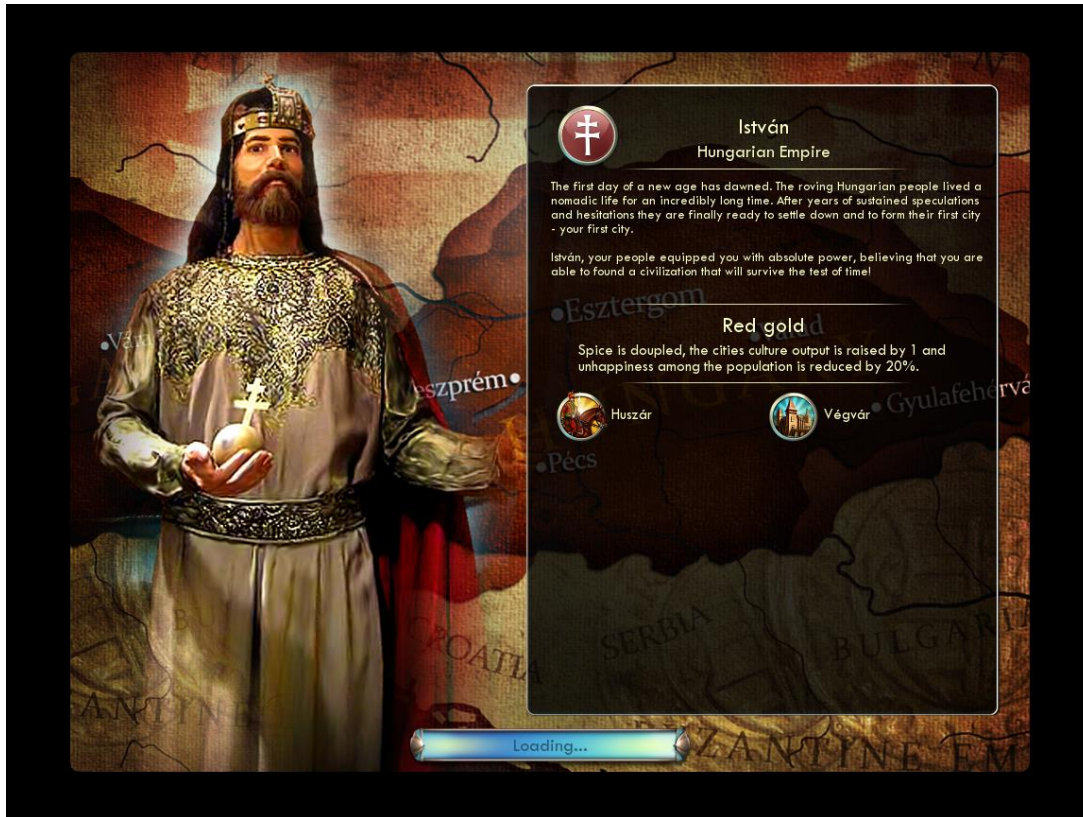 István
Hungarian Empire
The first day of a new age has dawned. The roving Hungarian people lived a
nomadic life for an incredibly long time. After years of sustained speculations
and hesitations they are finally ready to settle down and to form their first city
- your first city.
István, your people equipped you with absolute power, believing that you are
able to found a civilization that will survive the test of time!
Esztergom
Red gold
Spice is doupled, the cities culture output is raised by 1 and
unhappiness among the population is reduced by 20%.
eszprém
Huszár
Végvár
Gyulafehérvá
Pécs
CROATIA
SERBIA
BULGARI
ANTINE
ZANTINE EM
Loading...